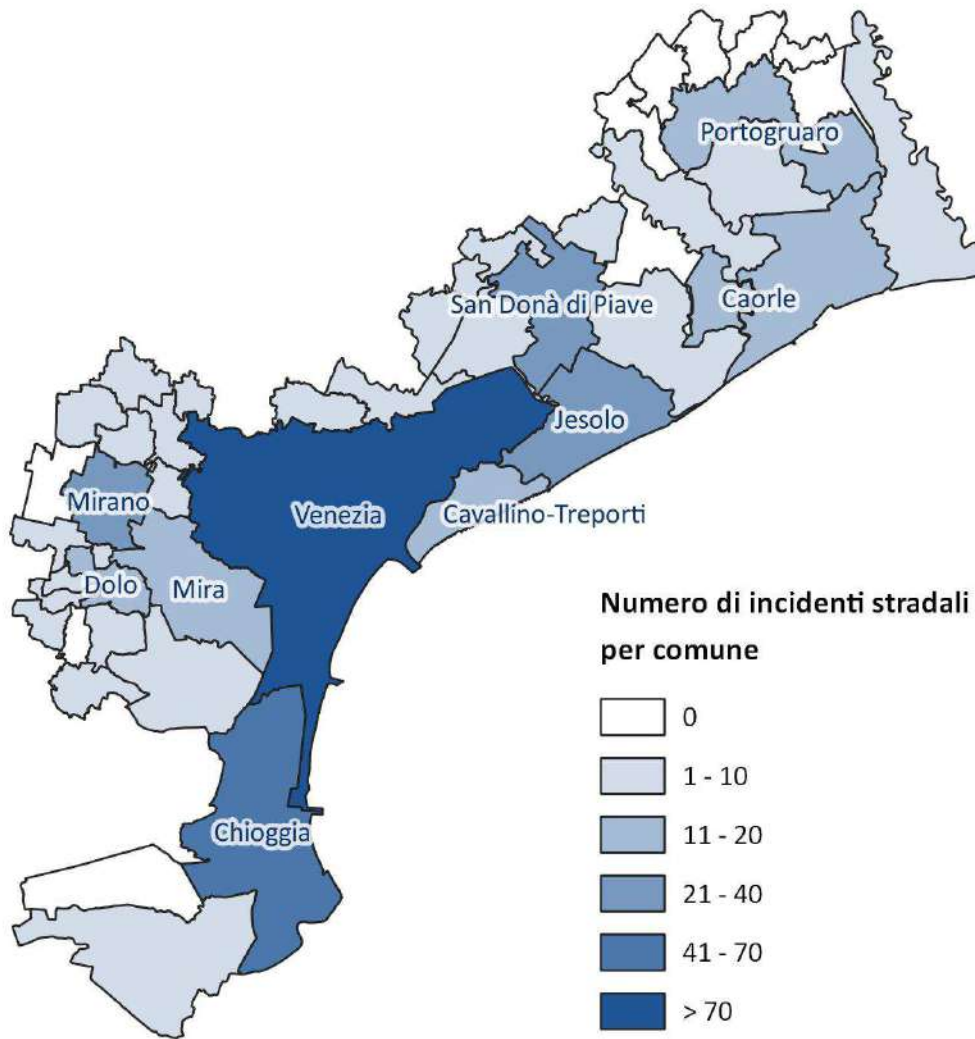 Portogruaro
San Donà di Piave
Caorle
Jesolo
Mirano
Venezia
Cavallino-Treporti
Dolo
Mira
Numero di incidenti stradali
per comune
0
1 - 10
11 - 20
Chioggia
21 - 40
41 - 70
> 70